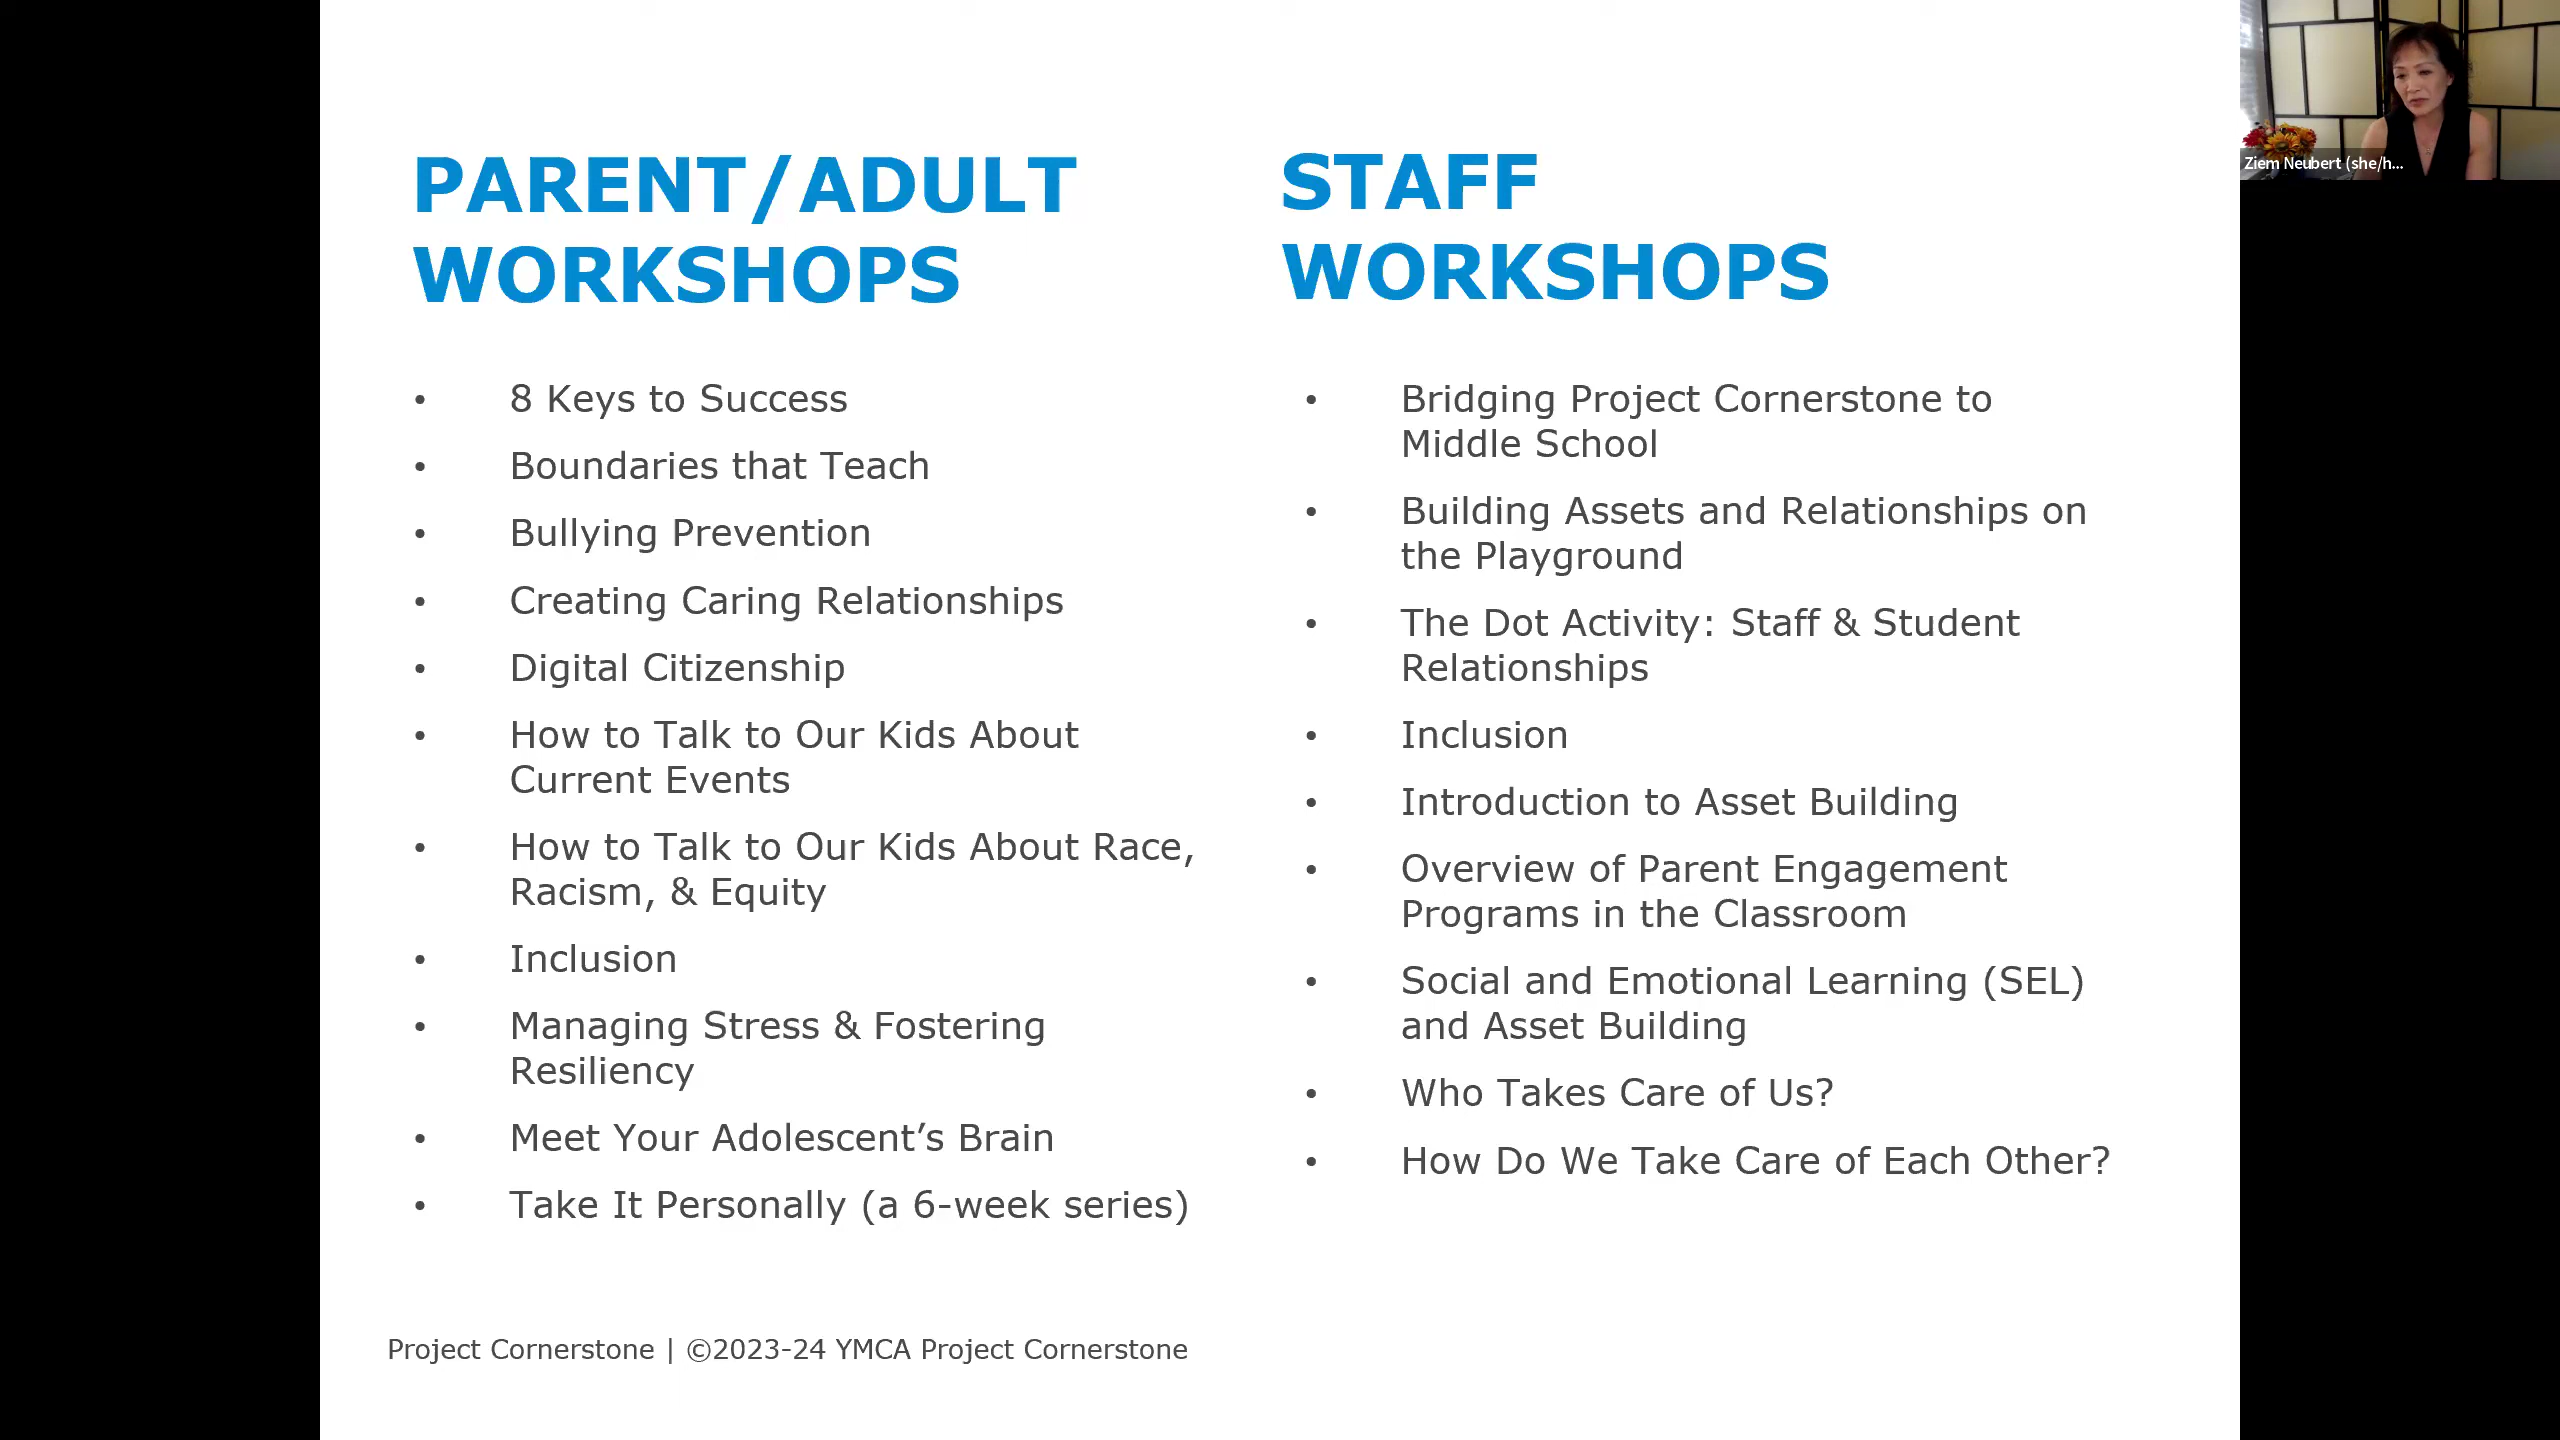 PARENT/ADULT
WORKSHOPS
• 8 Keys to Success
• Boundaries that Teach
• Bullying Prevention
• Creating Caring Relationships
• Digital Citizenship
• How to Talk to Our Kids About
Current Events
• How to Talk to Our Kids About Race,
Racism, & Equity
• Inclusion
• Managing Stress & Fostering
Resiliency
• Meet Your Adolescent’s Brain
• Take It Personally (a 6-week series)
STAFF
WORKSHOPS
• Bridging Project Cornerstone to
Middle School
• Building Assets and Relationships on
the Playground
• The Dot Activity: Staff & Student
Relationships
• Inclusion
• Introduction to Asset Building
• Overview of Parent Engagement
Programs in the Classroom
• Social and Emotional Learning (SEL)
and Asset Building
• Who Takes Care of Us?
• How Do We Take Care of Each Other?
Project Cornerstone | ©2023-24 YMCA Project Cornerstone
Ziem Neubert (she/h...